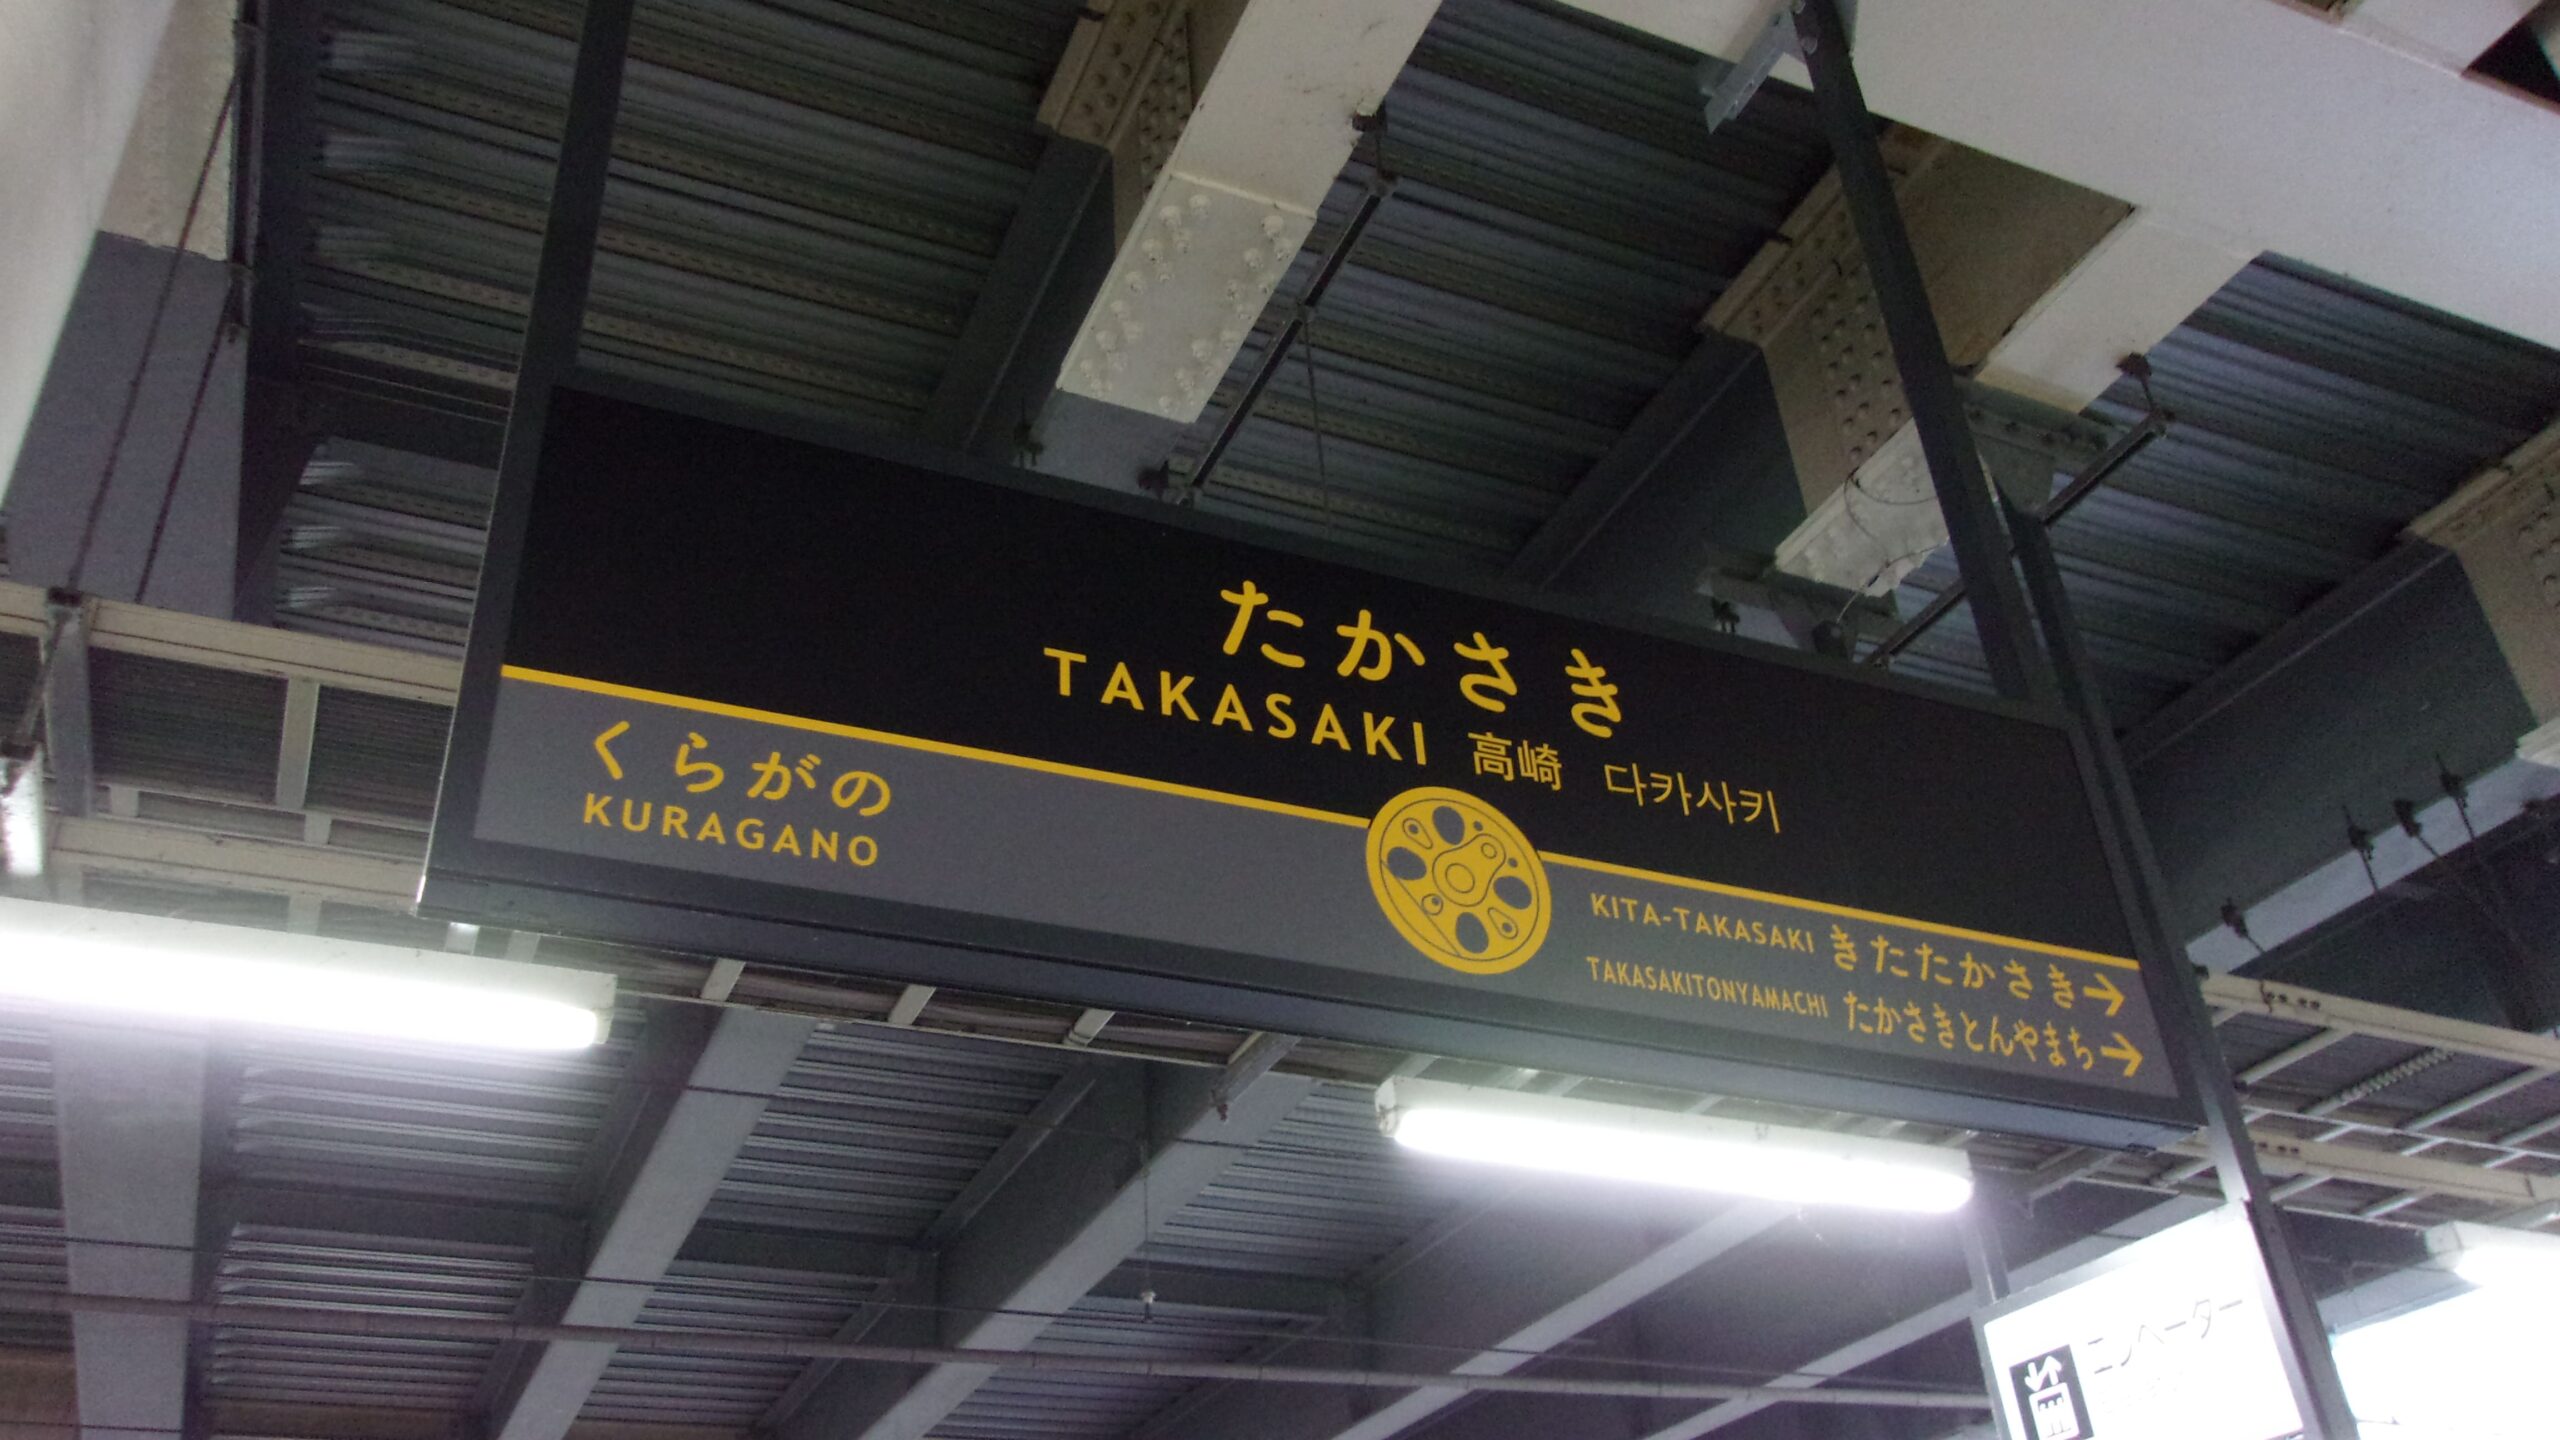 たかさき
TAKASAKI 高崎 다카사키
くらがの
KURAGANO
KITA-TAKASAKI きたたかさき→
TAKASAKITONYAMACHI たかさきとんやまち→
エレベーター